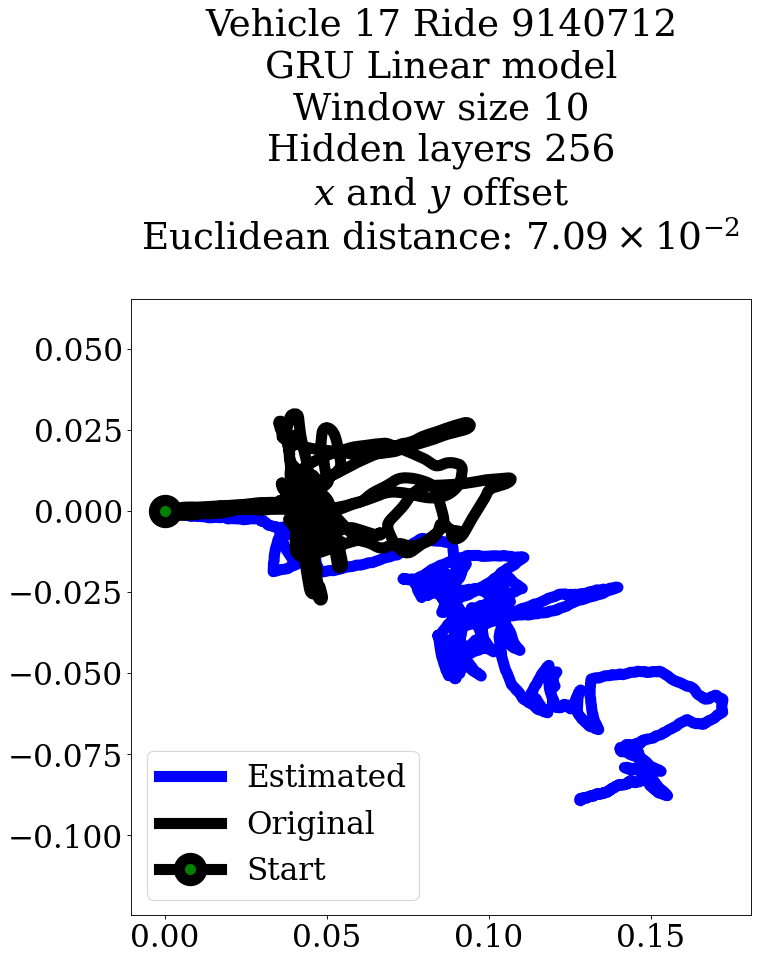 Vehicle 17 Ride 9140712
GRU Linear model
Window size 10
Hidden layers 256
x and y offset
Euclidean distance: 7.09 × 10⁻²
0.050
0.025
0.000
−0.025
−0.050
−0.075
−0.100
Estimated
Original
Start
0.00 0.05 0.10 0.15